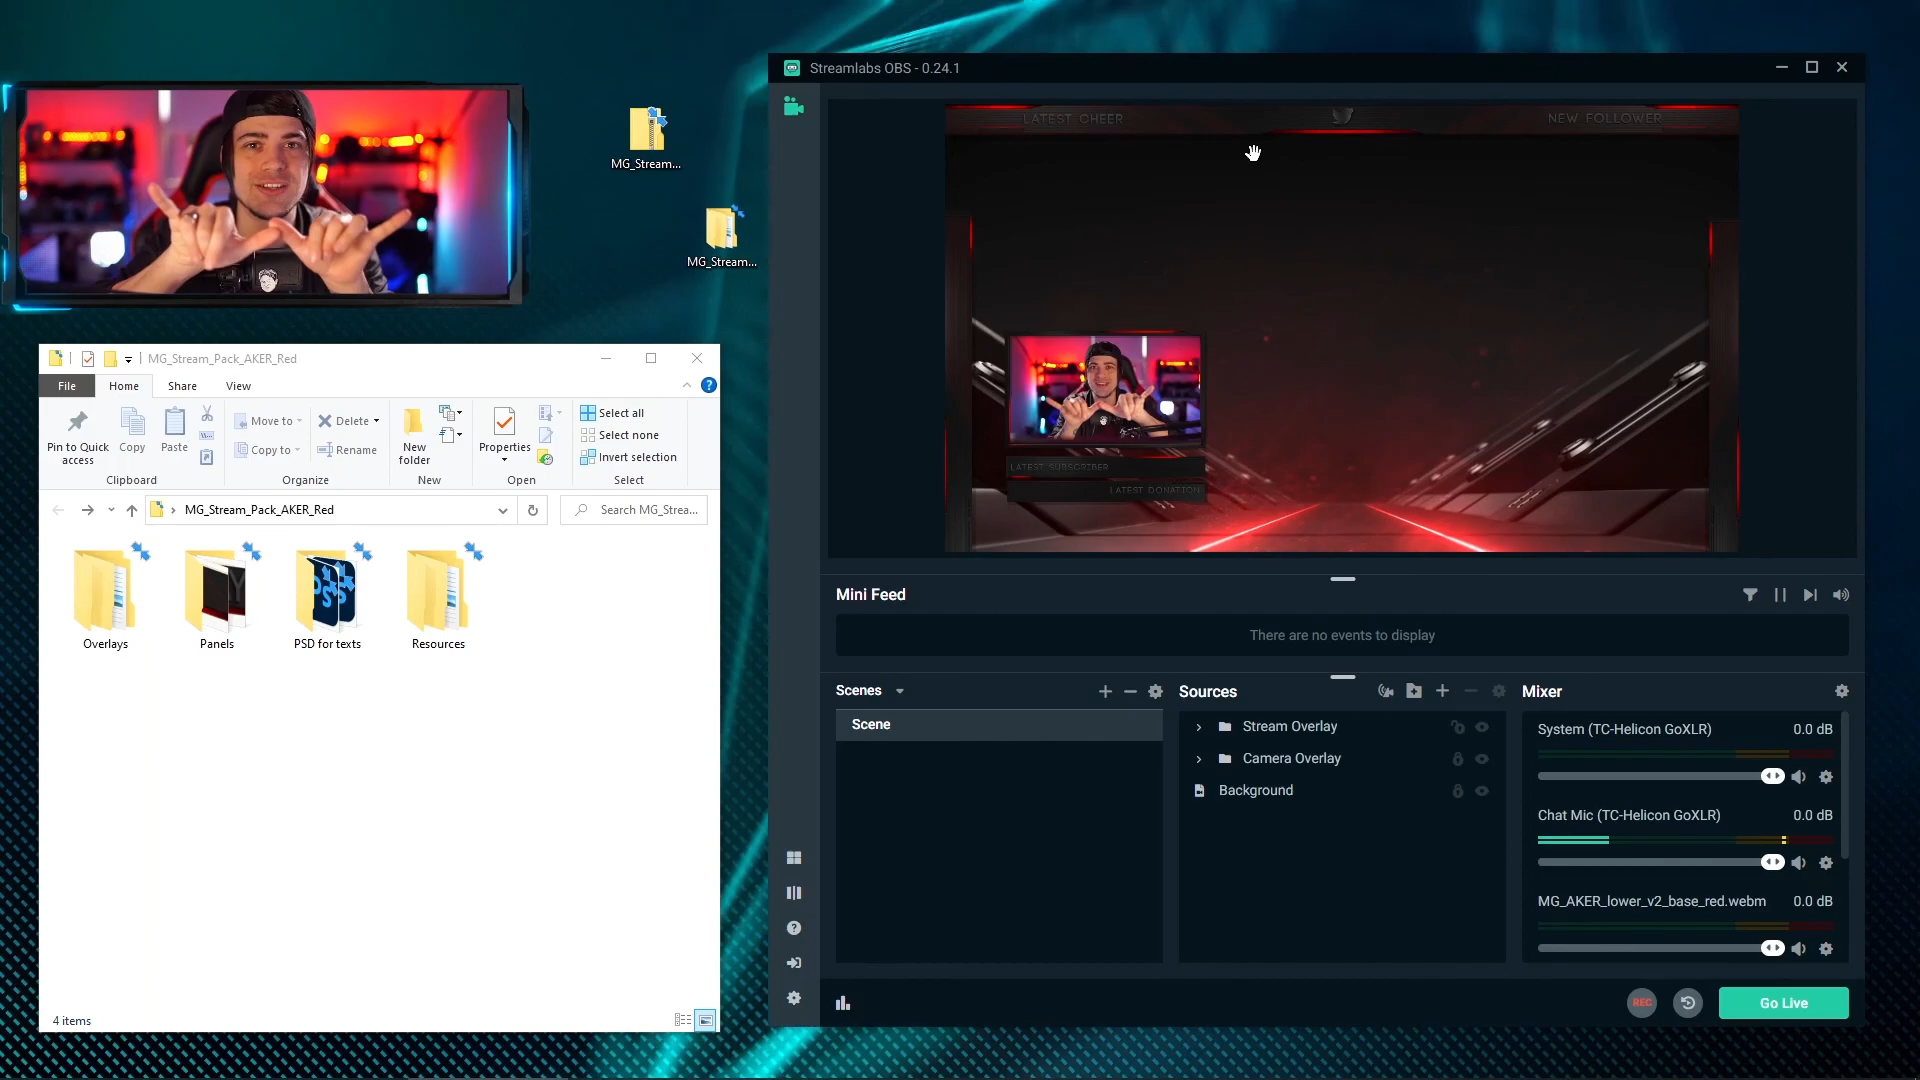 MG_Stream...
MG_Stream...
MG_Stream_Pack_AKER_Red
File
Home
Share
View
Pin to Quick
access
Copy
Paste
Clipboard
Move to
Copy to
Delete
Rename
Organize
New
folder
New
Properties
Open
Select all
Select none
Invert selection
Select
MG_Stream_Pack_AKER_Red
Search MG_Strea...
Overlays
Panels
PSD for texts
Resources
4 items
Streamlabs OBS - 0.24.1
LATEST CHEER
NEW FOLLOWER
LATEST SUBSCRIBER
LATEST DONATION
Mini Feed
There are no events to display
Scenes
Scene
Sources
Stream Overlay
Camera Overlay
Background
Mixer
System (TC-Helicon GoXLR)
0.0 dB
Chat Mic (TC-Helicon GoXLR)
0.0 dB
MG_AKER_lower_v2_base_red.webm
0.0 dB
REC
Go Live